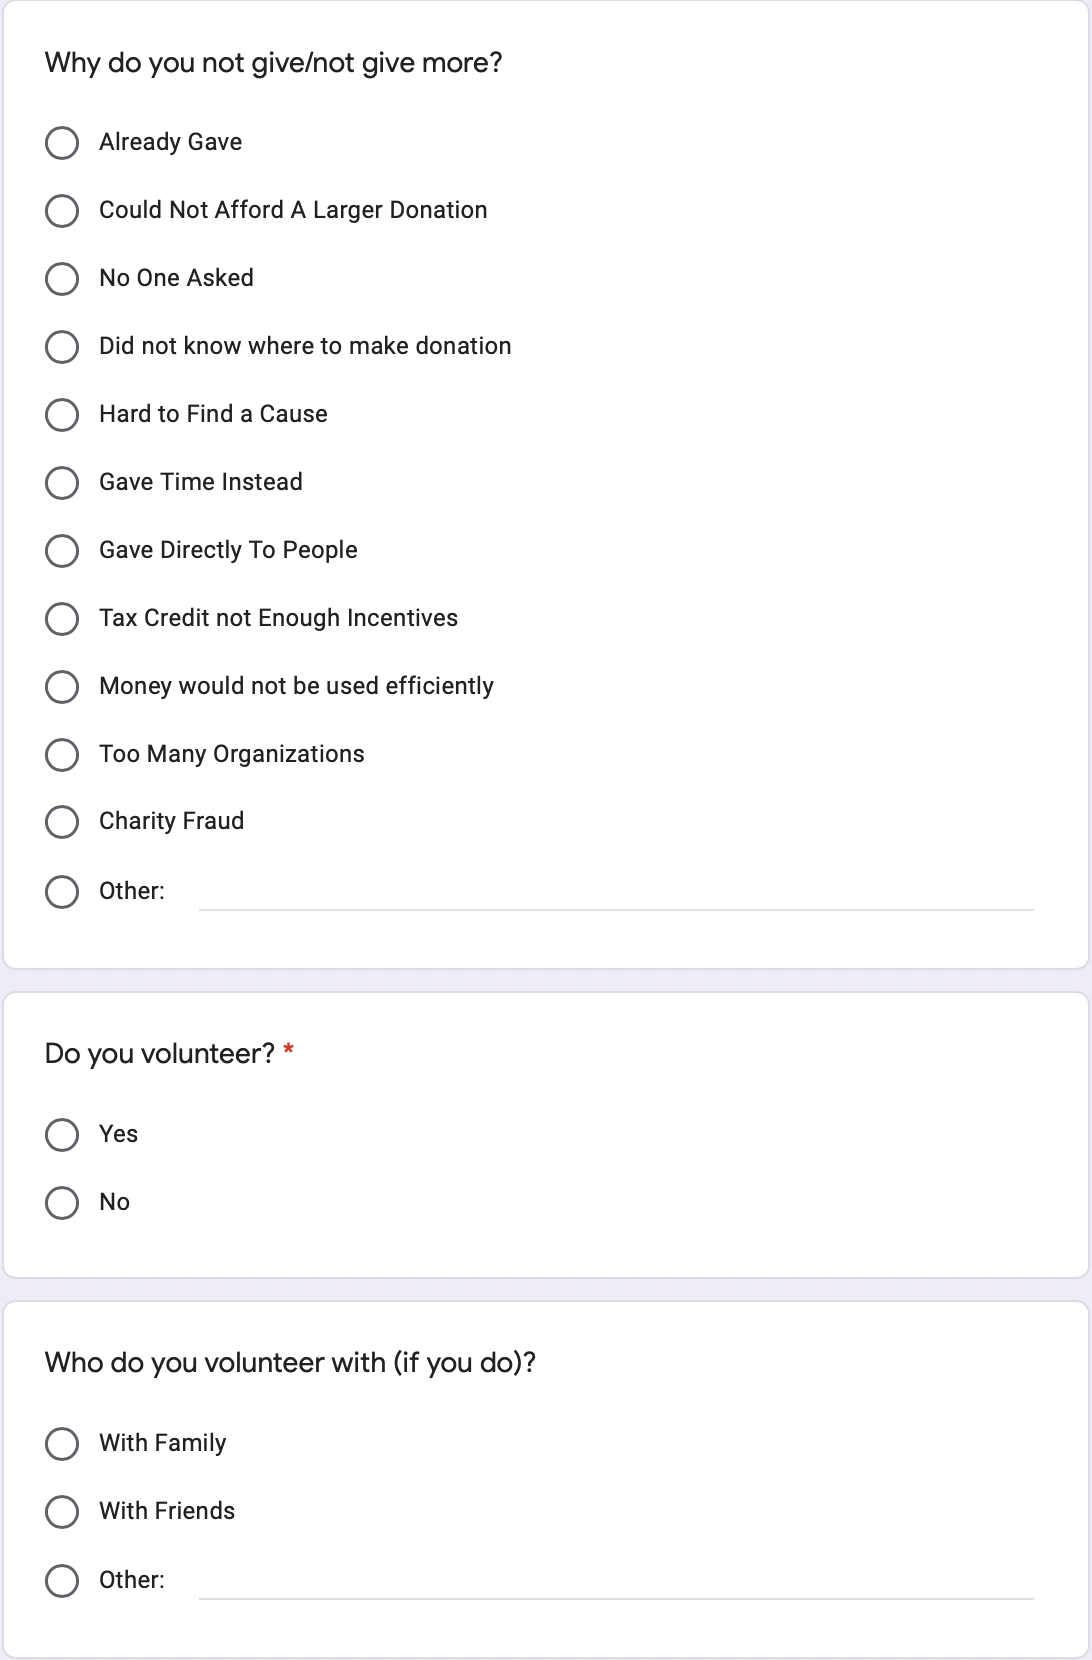 Why do you not give/not give more?
Already Gave
Could Not Afford A Larger Donation
No One Asked
Did not know where to make donation
Hard to Find a Cause
Gave Time Instead
Gave Directly To People
Tax Credit not Enough Incentives
Money would not be used efficiently
Too Many Organizations
Charity Fraud
Other:
Do you volunteer? *
Yes
No
Who do you volunteer with (if you do)?
With Family
With Friends
Other: